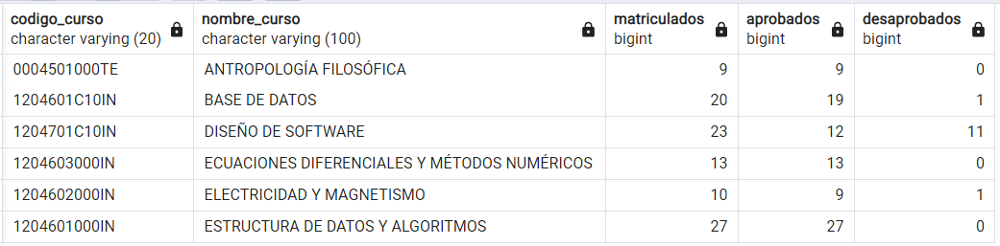 codigo_curso nombre_curso matriculados aprobados desaprobados
character varying (20) character varying (100) bigint bigint bigint
0004501000TE ANTROPOLOGÍA FILOSÓFICA 9 9 0
1204601C10IN BASE DE DATOS 20 19 1
1204701C10IN DISEÑO DE SOFTWARE 23 12 11
1204603000IN ECUACIONES DIFERENCIALES Y MÉTODOS NUMÉRICOS 13 13 0
1204602000IN ELECTRICIDAD Y MAGNETISMO 10 9 1
1204601000IN ESTRUCTURA DE DATOS Y ALGORITMOS 27 27 0